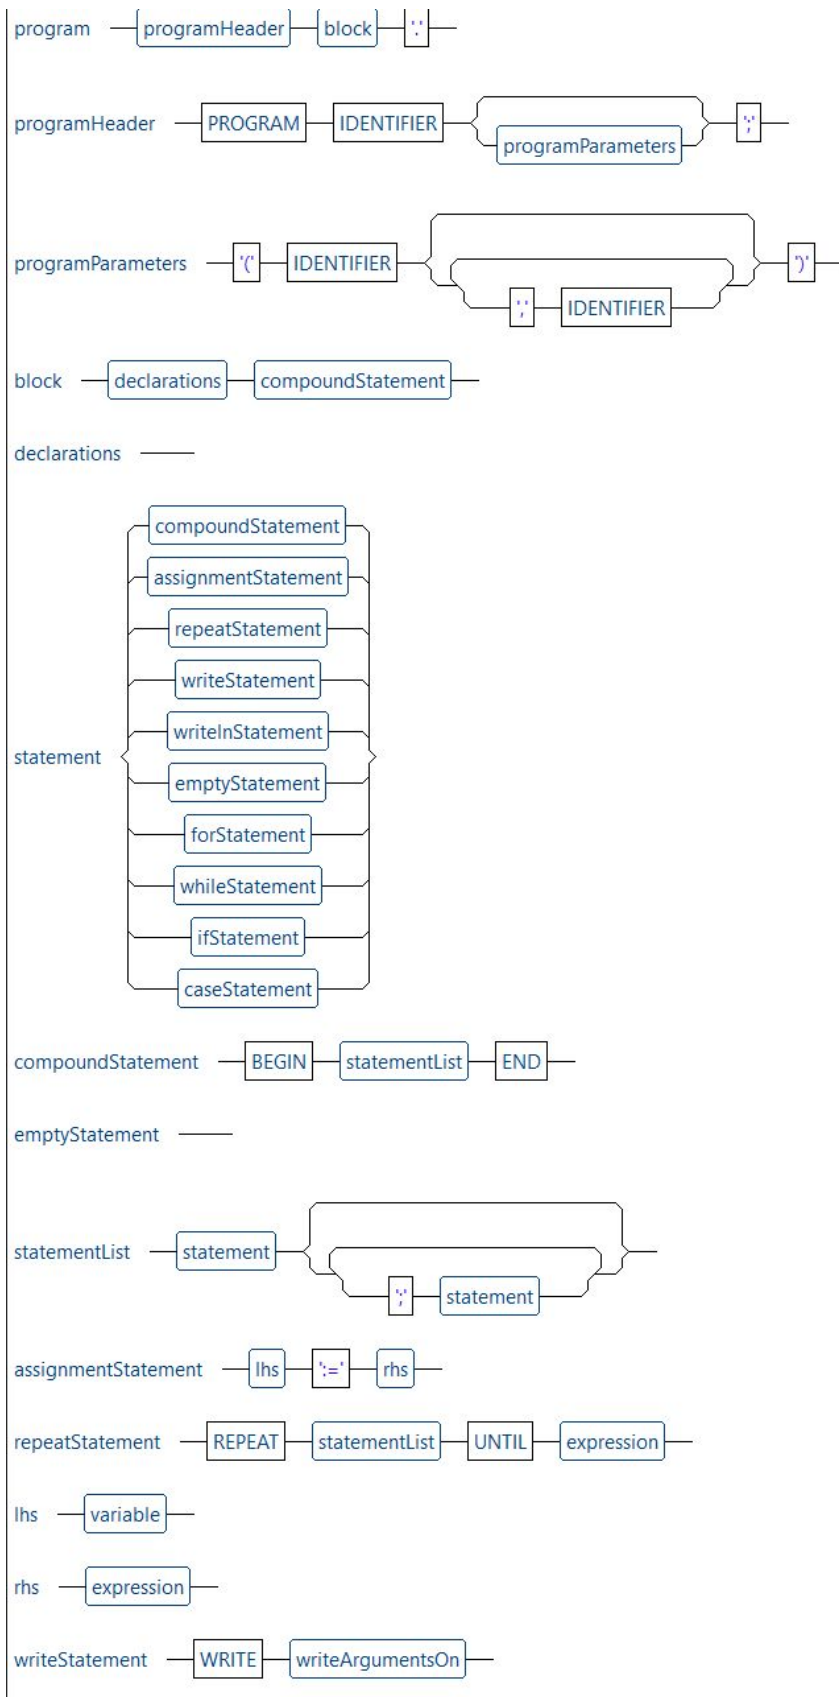 program programHeader block '.'
programHeader PROGRAM IDENTIFIER programParameters ';'
programParameters '(' IDENTIFIER ',' IDENTIFIER ')'
block declarations compoundStatement
declarations
compoundStatement
assignmentStatement
repeatStatement
writeStatement
writelnStatement
statement
emptyStatement
forStatement
whileStatement
ifStatement
caseStatement
compoundStatement BEGIN statementList END
emptyStatement
statementList statement ';' statement
assignmentStatement lhs ':=' rhs
repeatStatement REPEAT statementList UNTIL expression
lhs variable
rhs expression
writeStatement WRITE writeArgumentsOn